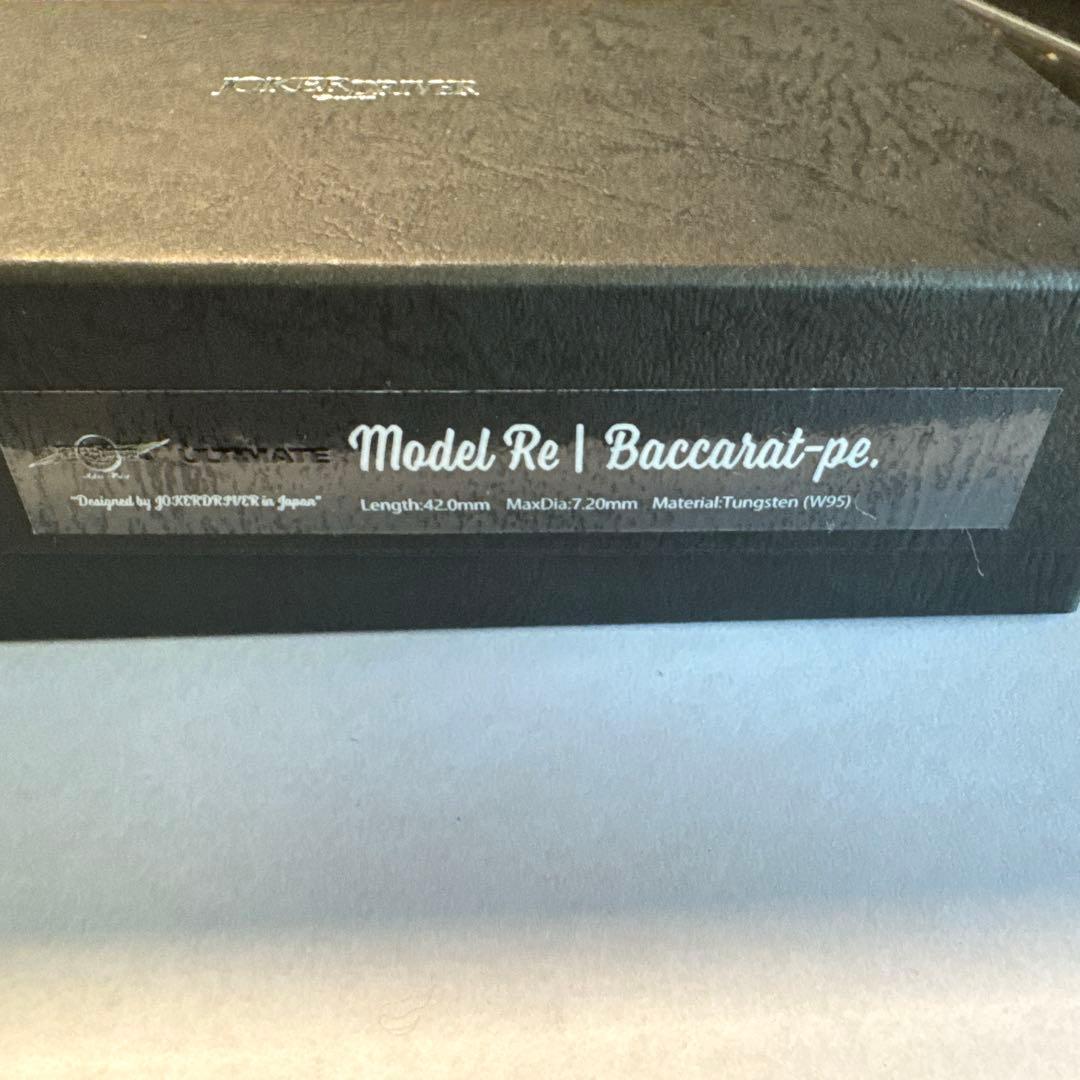 JOKERDRIVER
ULTIMATE
Model Re | Baccarat-pe.
"Designed by JOKERDRIVER in Japan"
Length:42.0mm MaxDia:7.20mm Material:Tungsten (W95)